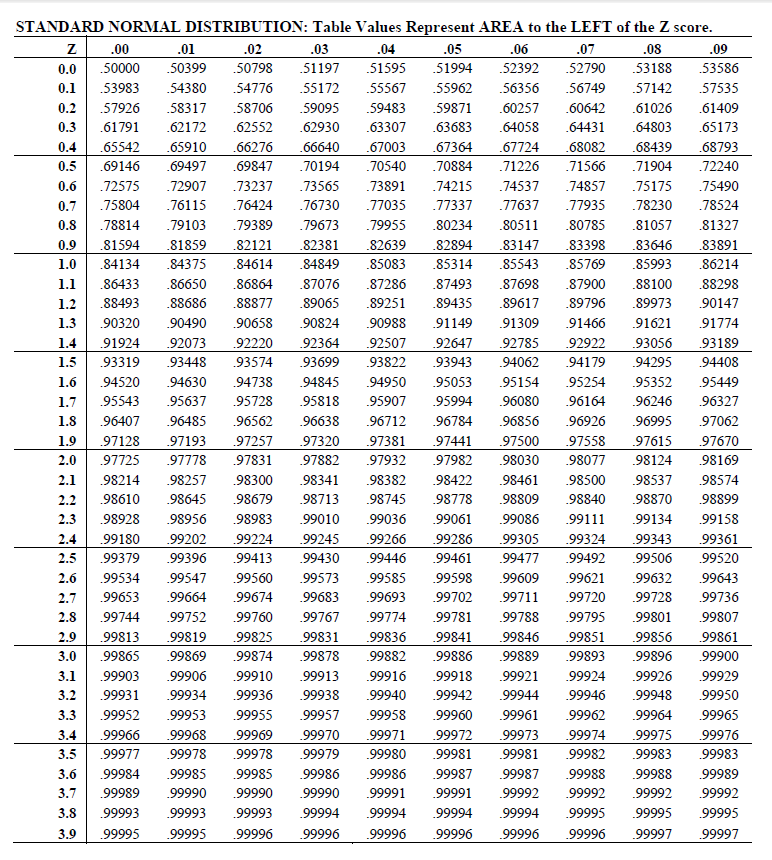 STANDARD NORMAL DISTRIBUTION: Table Values Represent AREA to the LEFT of the Z score.
Z .00 .01 .02 .03 .04 .05 .06 .07 .08 .09
0.0 .50000 .50399 .50798 .51197 .51595 .51994 .52392 .52790 .53188 .53586
0.1 .53983 .54380 .54776 .55172 .55567 .55962 .56356 .56749 .57142 .57535
0.2 .57926 .58317 .58706 .59095 .59483 .59871 .60257 .60642 .61026 .61409
0.3 .61791 .62172 .62552 .62930 .63307 .63683 .64058 .64431 .64803 .65173
0.4 .65542 .65910 .66276 .66640 .67003 .67364 .67724 .68082 .68439 .68793
0.5 .69146 .69497 .69847 .70194 .70540 .70884 .71226 .71566 .71904 .72240
0.6 .72575 .72907 .73237 .73565 .73891 .74215 .74537 .74857 .75175 .75490
0.7 .75804 .76115 .76424 .76730 .77035 .77337 .77637 .77935 .78230 .78524
0.8 .78814 .79103 .79389 .79673 .79955 .80234 .80511 .80785 .81057 .81327
0.9 .81594 .81859 .82121 .82381 .82639 .82894 .83147 .83398 .83646 .83891
1.0 .84134 .84375 .84614 .84849 .85083 .85314 .85543 .85769 .85993 .86214
1.1 .86433 .86650 .86864 .87076 .87286 .87493 .87698 .87900 .88100 .88298
1.2 .88493 .88686 .88877 .89065 .89251 .89435 .89617 .89796 .89973 .90147
1.3 .90320 .90490 .90658 .90824 .90988 .91149 .91309 .91466 .91621 .91774
1.4 .91924 .92073 .92220 .92364 .92507 .92647 .92785 .92922 .93056 .93189
1.5 .93319 .93448 .93574 .93699 .93822 .93943 .94062 .94179 .94295 .94408
1.6 .94520 .94630 .94738 .94845 .94950 .95053 .95154 .95254 .95352 .95449
1.7 .95543 .95637 .95728 .95818 .95907 .95994 .96080 .96164 .96246 .96327
1.8 .96407 .96485 .96562 .96638 .96712 .96784 .96856 .96926 .96995 .97062
1.9 .97128 .97193 .97257 .97320 .97381 .97441 .97500 .97558 .97615 .97670
2.0 .97725 .97778 .97831 .97882 .97932 .97982 .98030 .98077 .98124 .98169
2.1 .98214 .98257 .98300 .98341 .98382 .98422 .98461 .98500 .98537 .98574
2.2 .98610 .98645 .98679 .98713 .98745 .98778 .98809 .98840 .98870 .98899
2.3 .98928 .98956 .98983 .99010 .99036 .99061 .99086 .99111 .99134 .99158
2.4 .99180 .99202 .99224 .99245 .99266 .99286 .99305 .99324 .99343 .99361
2.5 .99379 .99396 .99413 .99430 .99446 .99461 .99477 .99492 .99506 .99520
2.6 .99534 .99547 .99560 .99573 .99585 .99598 .99609 .99621 .99632 .99643
2.7 .99653 .99664 .99674 .99683 .99693 .99702 .99711 .99720 .99728 .99736
2.8 .99744 .99752 .99760 .99767 .99774 .99781 .99788 .99795 .99801 .99807
2.9 .99813 .99819 .99825 .99831 .99836 .99841 .99846 .99851 .99856 .99861
3.0 .99865 .99869 .99874 .99878 .99882 .99886 .99889 .99893 .99896 .99900
3.1 .99903 .99906 .99910 .99913 .99916 .99918 .99921 .99924 .99926 .99929
3.2 .99931 .99934 .99936 .99938 .99940 .99942 .99944 .99946 .99948 .99950
3.3 .99952 .99953 .99955 .99957 .99958 .99960 .99961 .99962 .99964 .99965
3.4 .99966 .99968 .99969 .99970 .99971 .99972 .99973 .99974 .99975 .99976
3.5 .99977 .99978 .99978 .99979 .99980 .99981 .99981 .99982 .99983 .99983
3.6 .99984 .99985 .99985 .99986 .99986 .99987 .99987 .99988 .99988 .99989
3.7 .99989 .99990 .99990 .99990 .99991 .99991 .99992 .99992 .99992 .99992
3.8 .99993 .99993 .99993 .99994 .99994 .99994 .99994 .99995 .99995 .99995
3.9 .99995 .99995 .99996 .99996 .99996 .99996 .99996 .99996 .99997 .99997